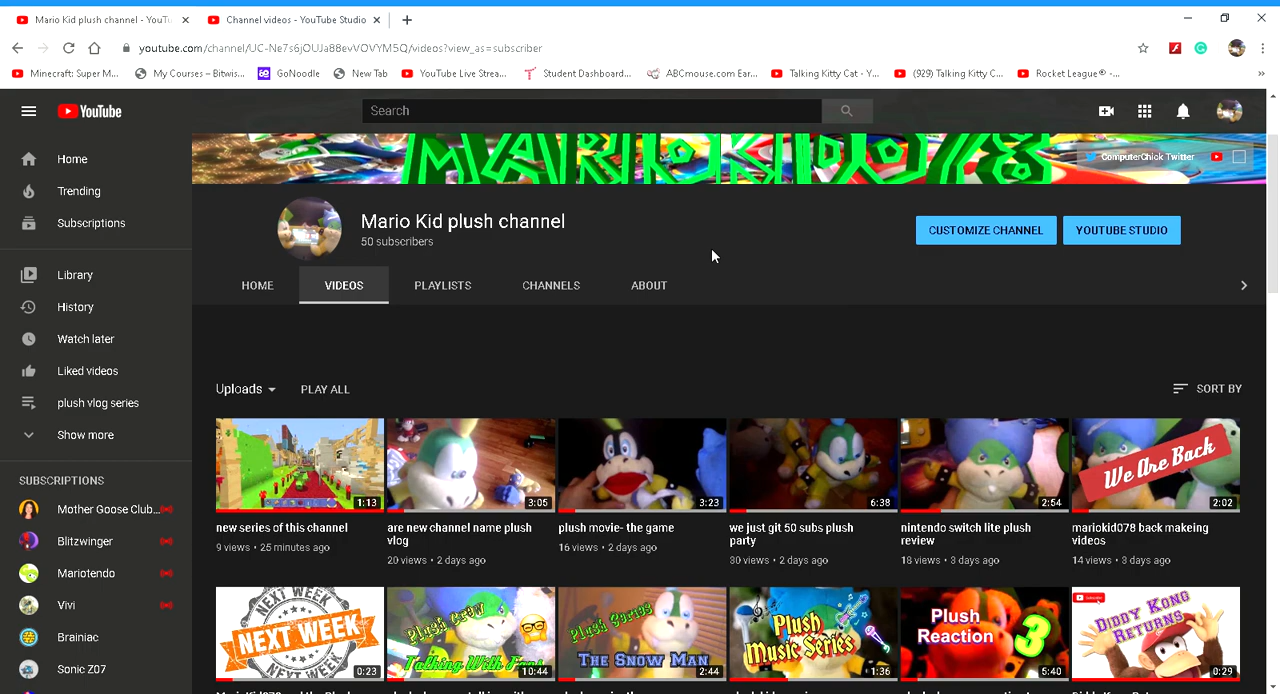 Mario Kid plush channel - YouTu
Channel videos - YouTube Studio
youtube.com/channel/UC-Ne7s6jOUJa88evVOVYM5Q/videos?view_as=subscriber
Minecraft: Super M...
My Courses – Bitwis...
GoNoodle
New Tab
YouTube Live Strea...
Student Dashboard...
ABCmouse.com Ear...
Talking Kitty Cat - Y...
(929) Talking Kitty C...
Rocket League® -...
YouTube
Search
MARIOKID078
ComputerChick Twitter
Home
Trending
Subscriptions
Library
History
Watch later
Liked videos
plush vlog series
Show more
SUBSCRIPTIONS
Mother Goose Club...
Blitzwinger
Mariotendo
Vivi
Brainiac
Sonic Z07
Mario Kid plush channel
50 subscribers
CUSTOMIZE CHANNEL
YOUTUBE STUDIO
HOME
VIDEOS
PLAYLISTS
CHANNELS
ABOUT
Uploads
PLAY ALL
SORT BY
1:13
3:05
3:23
6:38
2:54
We Are Back
2:02
new series of this channel
9 views • 25 minutes ago
are new channel name plush
vlog
20 views • 2 days ago
plush movie- the game
16 views • 2 days ago
we just git 50 subs plush
party
30 views • 2 days ago
nintendo switch lite plush
review
18 views • 3 days ago
mariokid078 back makeing
videos
14 views • 3 days ago
NEXT WEEK
NEXT WEEK
0:23
Plush Crew
Talking With Fans
10:44
Plush Series
THE SNOW MAN
2:44
Plush
Music Series
1:36
Plush
Reaction
3
5:40
DIDDY KONG
RETURNS
0:29